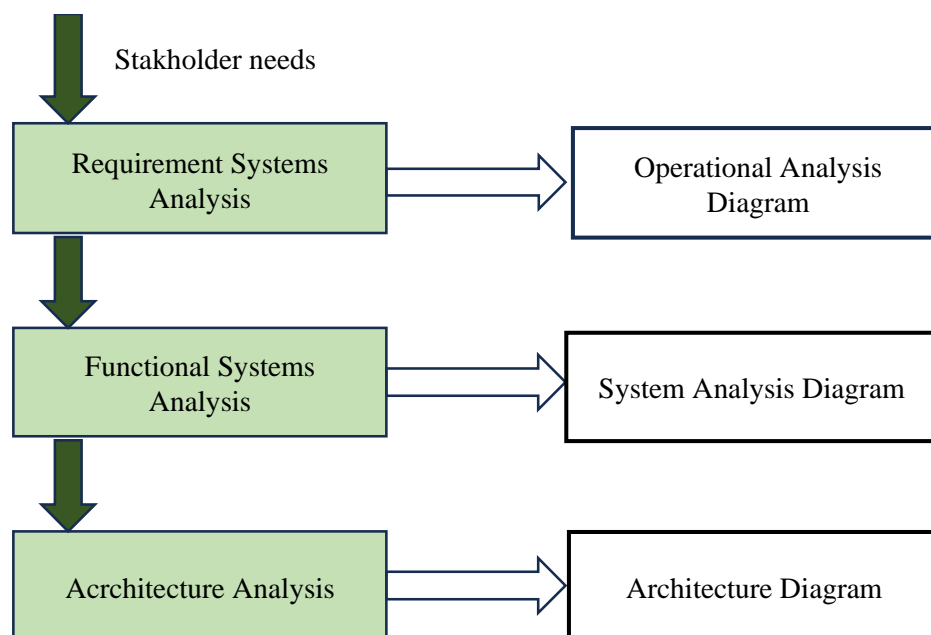 Stakholder needs
Requirement Systems
Analysis
Operational Analysis
Diagram
Functional Systems
Analysis
System Analysis Diagram
Acrchitecture Analysis
Architecture Diagram